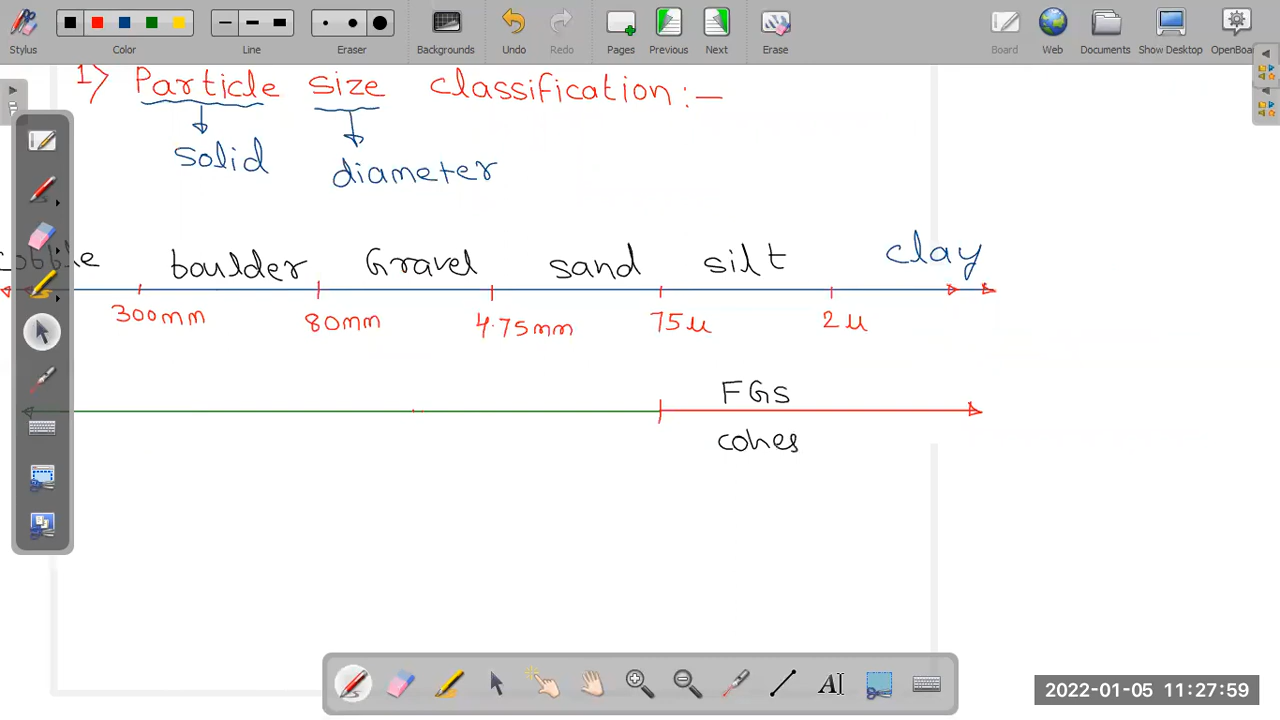 Stylus Color Line Eraser Backgrounds Undo Redo Pages Previous Next Erase Board Web Documents Show Desktop OpenBoa
1) Particle size classification:-
solid diameter
cobble boulder Gravel sand silt clay
300mm 80mm 4.75mm 75µ 2µ
FGs
cohes
2022-01-05 11:27:59